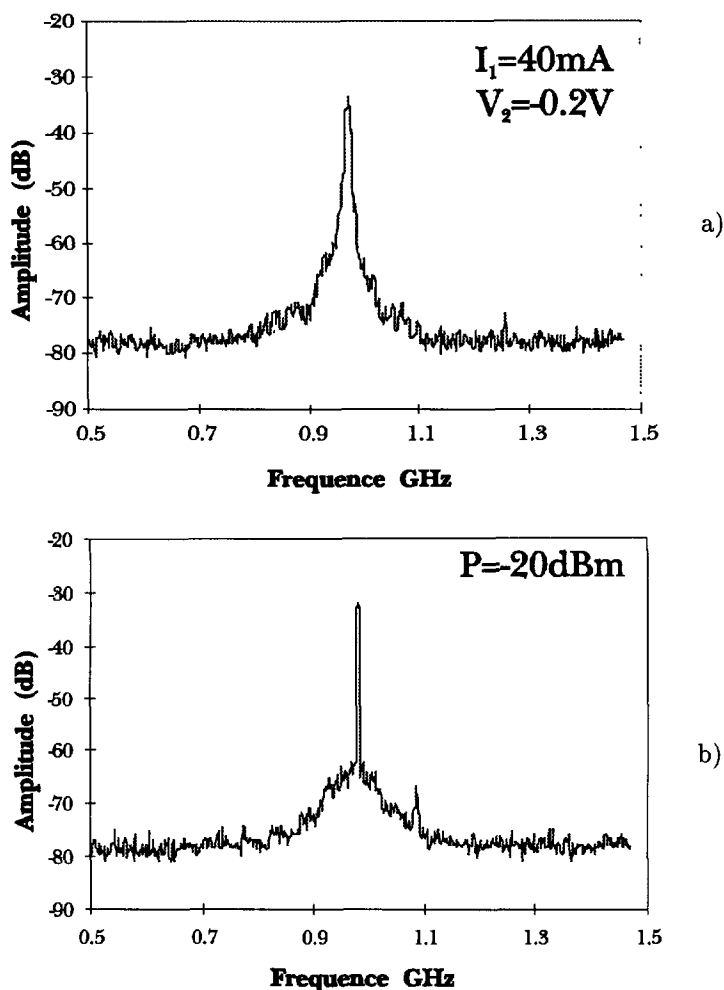 -20
-30
-40
-50
-60
-70
-80
-90
Amplitude (dB)
I₁=40mA
V₂=-0.2V
0.5 0.7 0.9 1.1 1.3 1.5
Frequence GHz
a)
-20
-30
-40
-50
-60
-70
-80
-90
Amplitude (dB)
P=-20dBm
0.5 0.7 0.9 1.1 1.3 1.5
Frequence GHz
b)